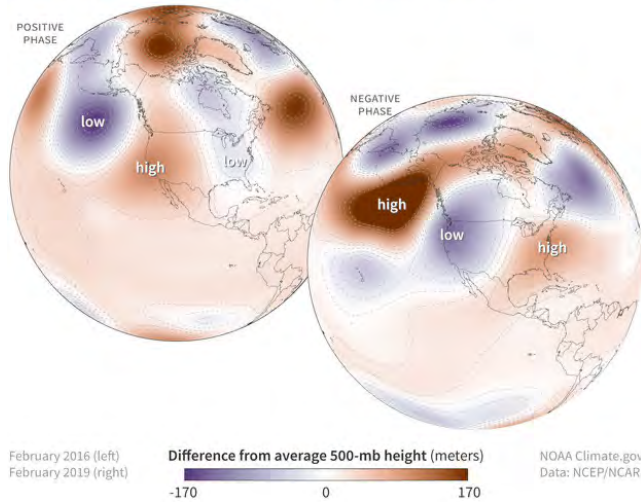 POSITIVE
PHASE
low
high
low
NEGATIVE
PHASE
high
low
high
February 2016 (left)
February 2019 (right)
Difference from average 500-mb height (meters)
-170
0
170
NOAA Climate.gov
Data: NCEP/NCAR